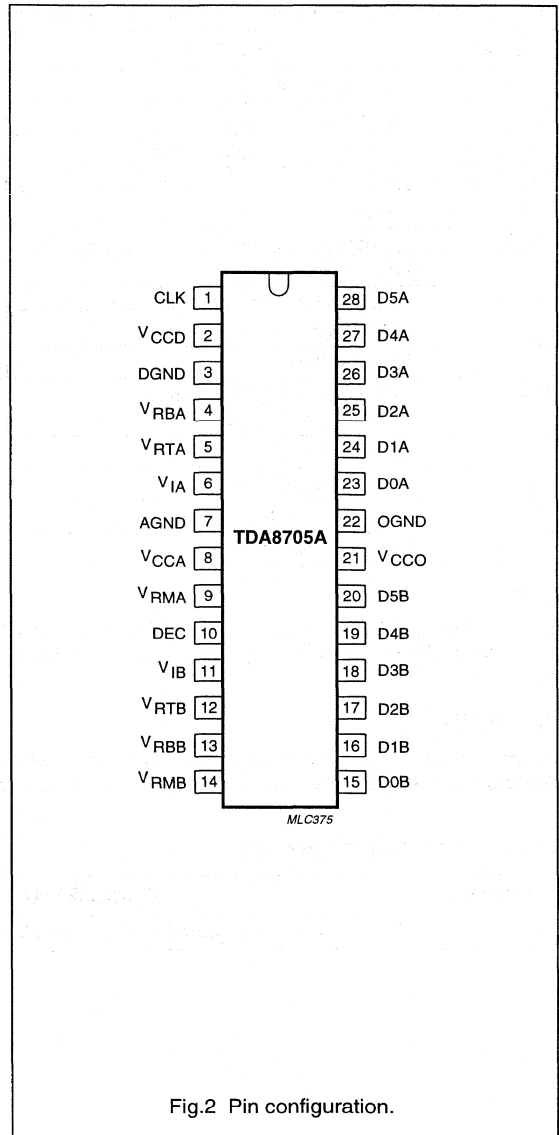 CLK 1 28 D5A
VCCD 2 27 D4A
DGND 3 26 D3A
VRBA 4 25 D2A
VRTA 5 24 D1A
VIA 6 23 D0A
AGND 7 22 OGND
TDA8705A
VCCA 8 21 VCCO
VRMA 9 20 D5B
DEC 10 19 D4B
VIB 11 18 D3B
VRTB 12 17 D2B
VRBB 13 16 D1B
VRMB 14 15 D0B
MLC375
Fig.2 Pin configuration.